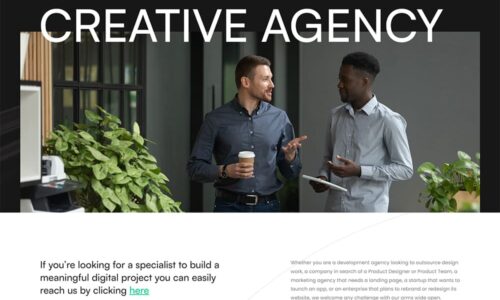 CREATIVE AGENCY
If you're looking for a specialist to build a
meaningful digital project you can easily
reach us by clicking here
Whether you are a development agency looking to outsource design
work, a company in search of a Product Designer or Product Team, a
marketing agency that needs a landing page, a startup that wants to
launch an app, or an enterprise that plans to rebrand or redesign its
website, we welcome any challenge with our arms wide open.